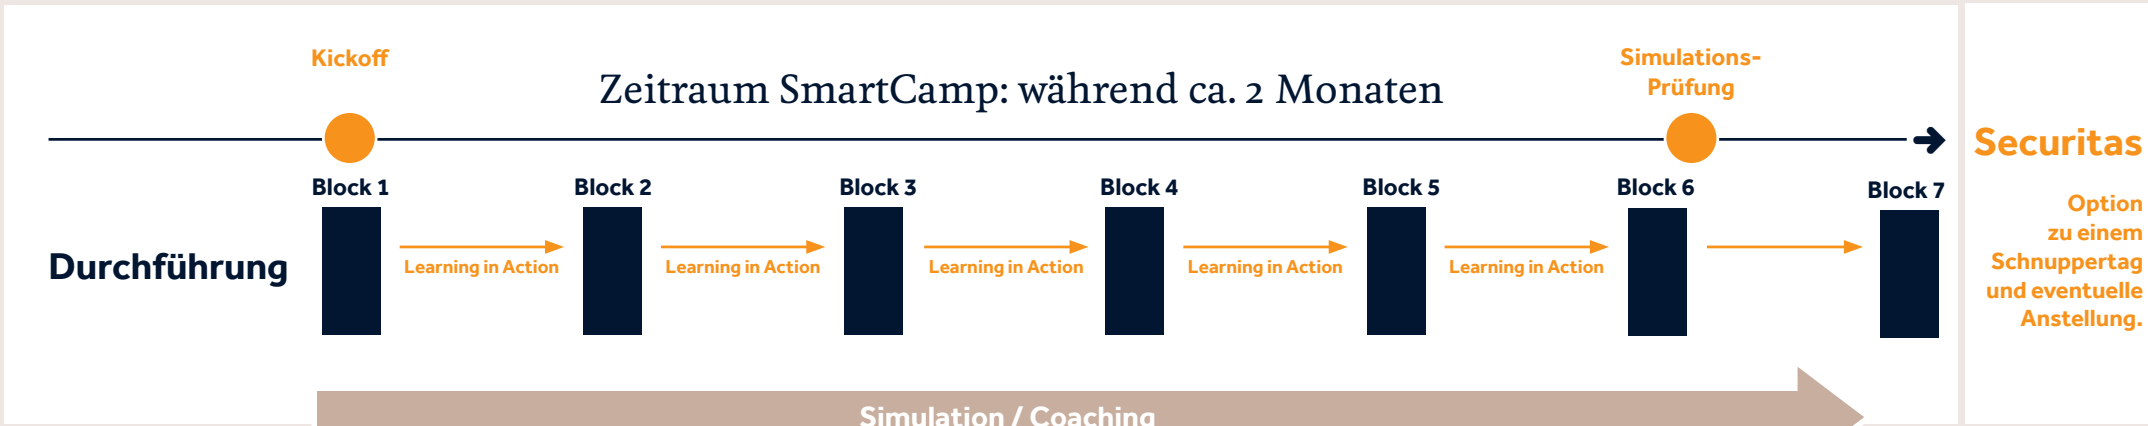 Kickoff
Simulations-
Prüfung
Zeitraum SmartCamp: während ca. 2 Monaten
Securitas
Block 1
Block 2
Block 3
Block 4
Block 5
Block 6
Block 7
Durchführung
Learning in Action
Learning in Action
Learning in Action
Learning in Action
Learning in Action
Option
zu einem
Schnuppertag
und eventuelle
Anstellung.
Simulation / Coaching